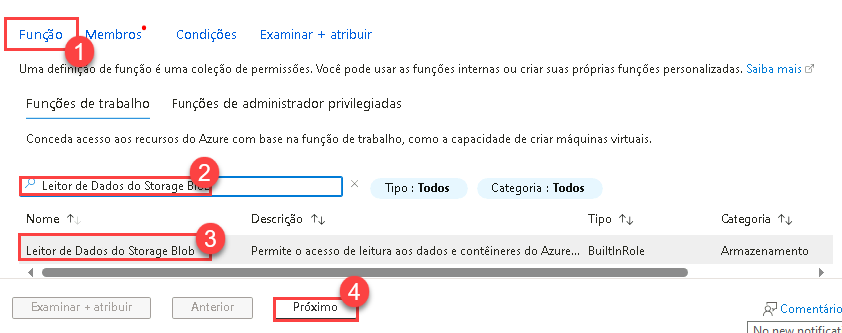 Função Membros Condições Examinar + atribuir
1
Uma definição de função é uma coleção de permissões. Você pode usar as funções internas ou criar suas próprias funções personalizadas. Saiba mais
Funções de trabalho Funções de administrador privilegiadas
Conceda acesso aos recursos do Azure com base na função de trabalho, como a capacidade de criar máquinas virtuais.
2
Leitor de Dados do Storage Blob Tipo : Todos Categoria : Todos
Nome Descrição Tipo Categoria
3
Leitor de Dados do Storage Blob Permite o acesso de leitura aos dados e contêineres do Azure... BuiltInRole Armazenamento
4
Examinar + atribuir Anterior Próximo Comentário
No new notificat